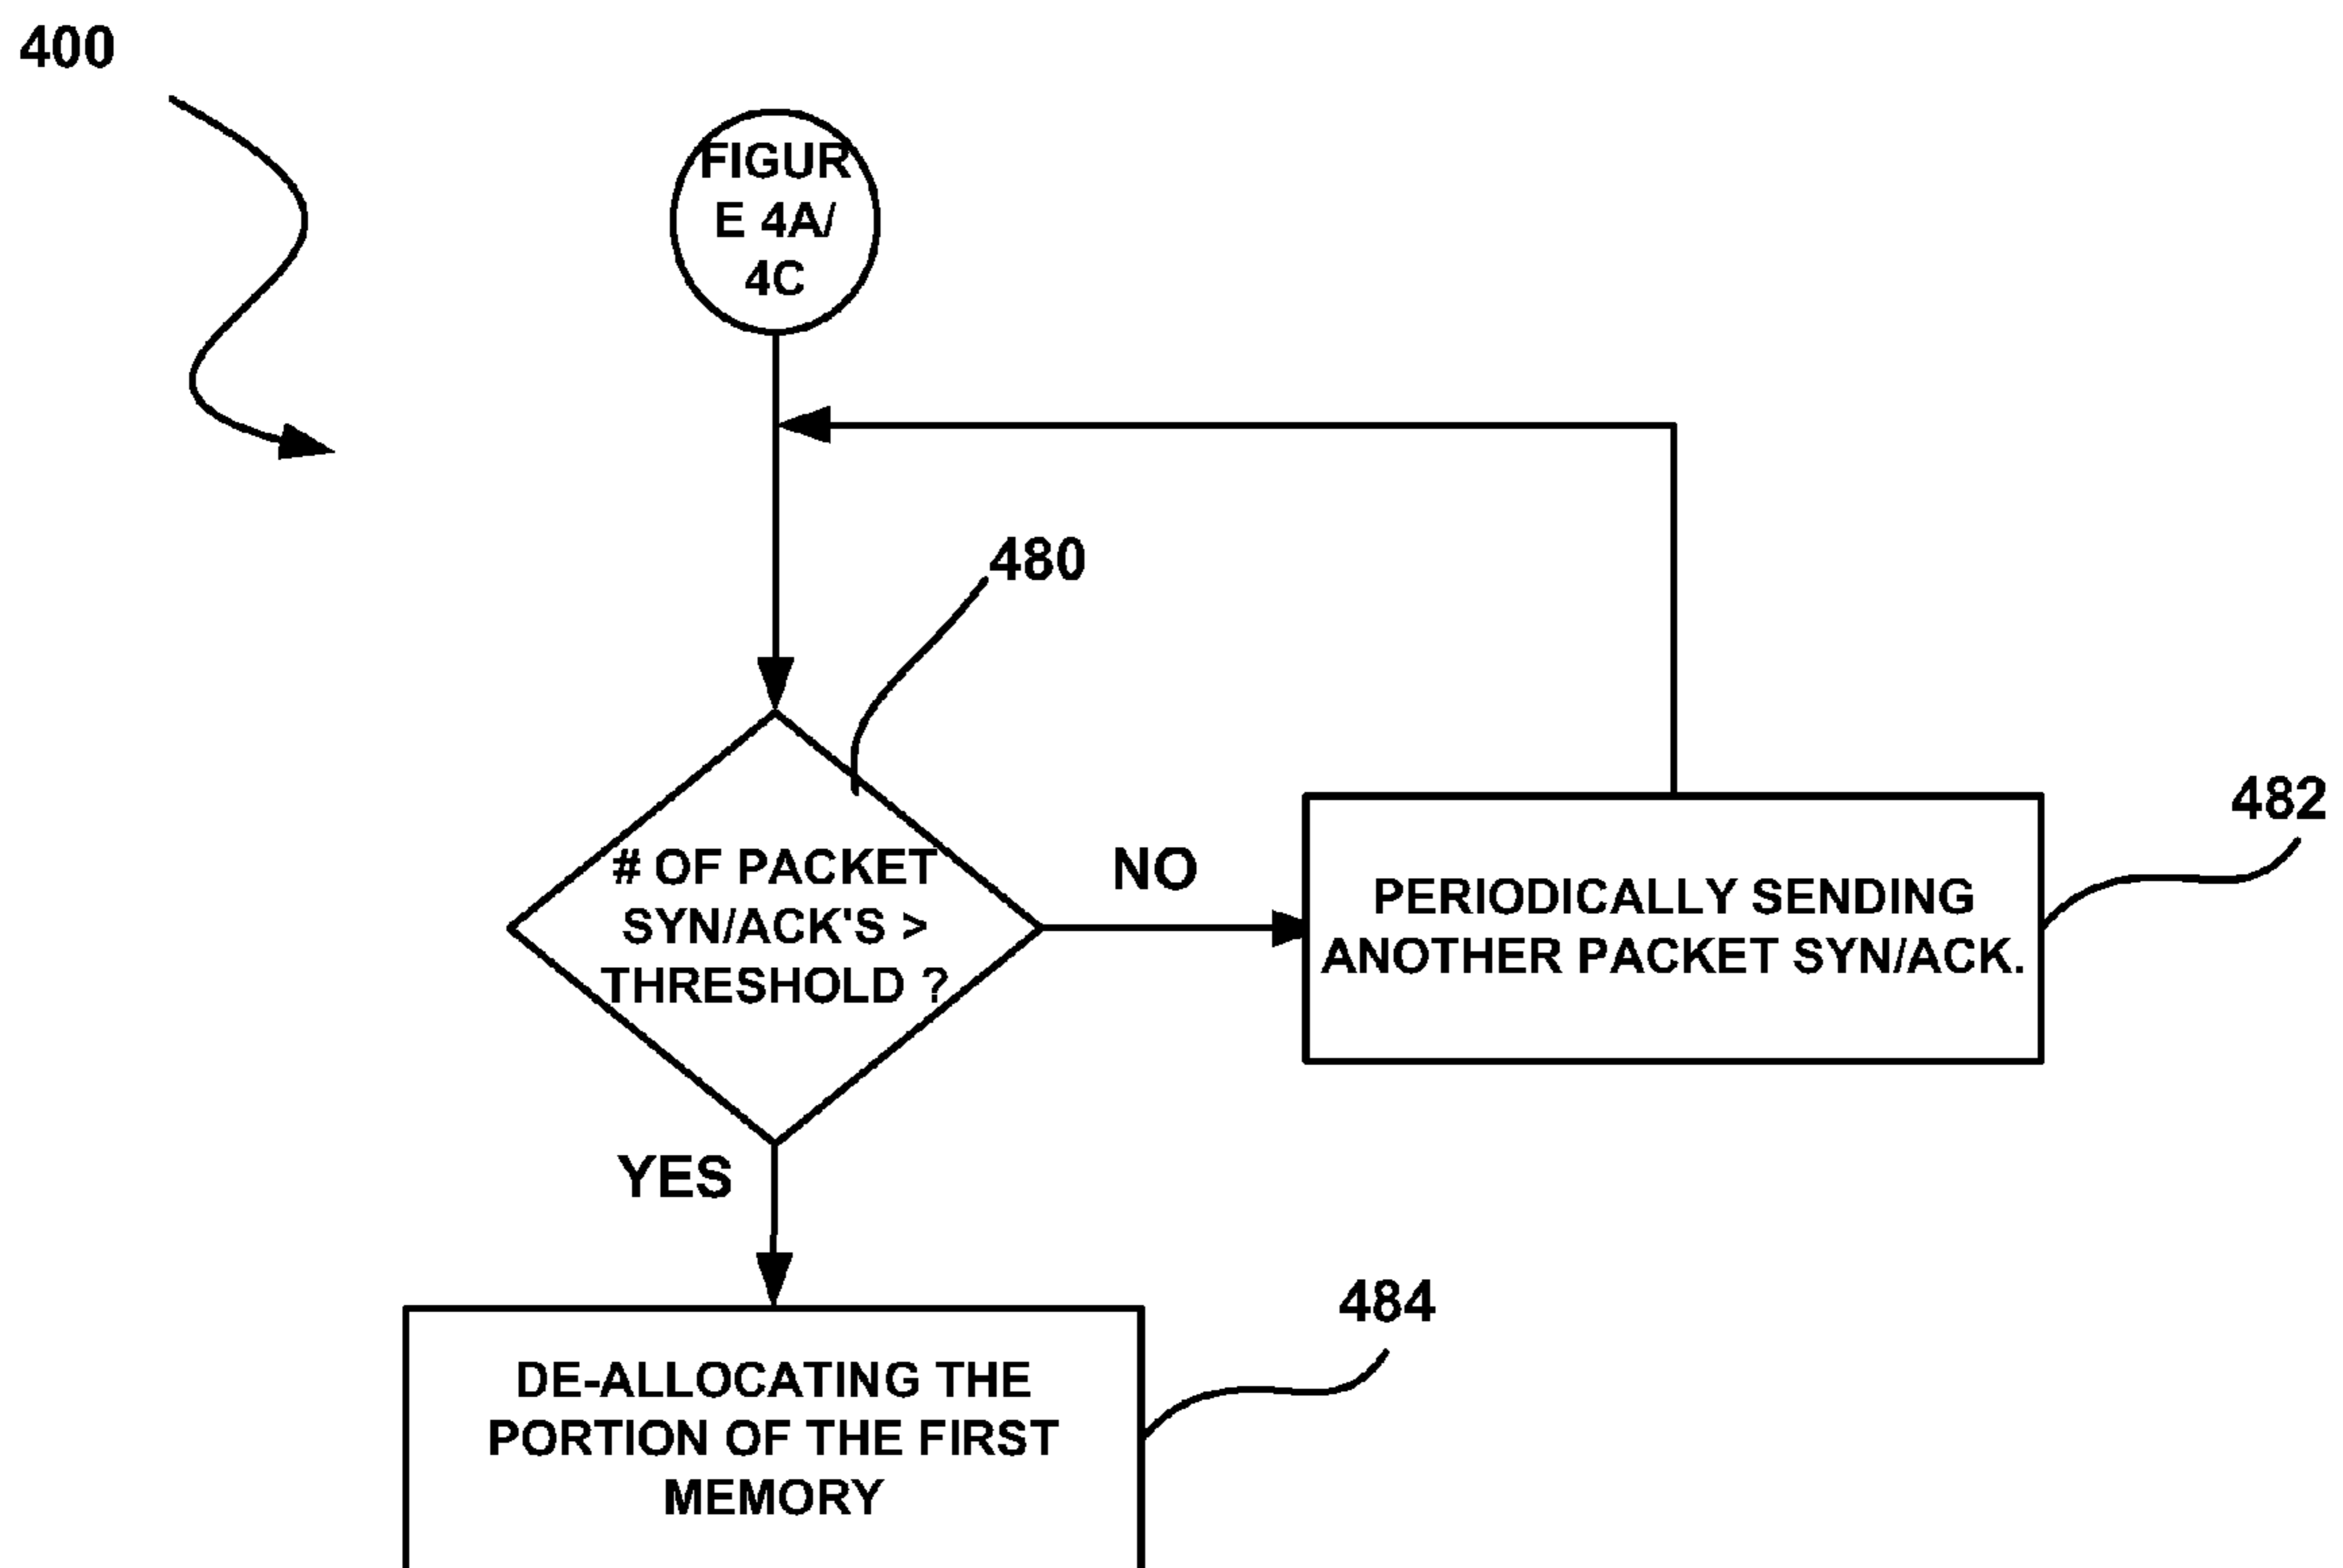 400
FIGUR
E 4A/
4C
480
# OF PACKET
SYN/ACK'S >
THRESHOLD ?
NO
482
PERIODICALLY SENDING
ANOTHER PACKET SYN/ACK.
YES
484
DE-ALLOCATING THE
PORTION OF THE FIRST
MEMORY